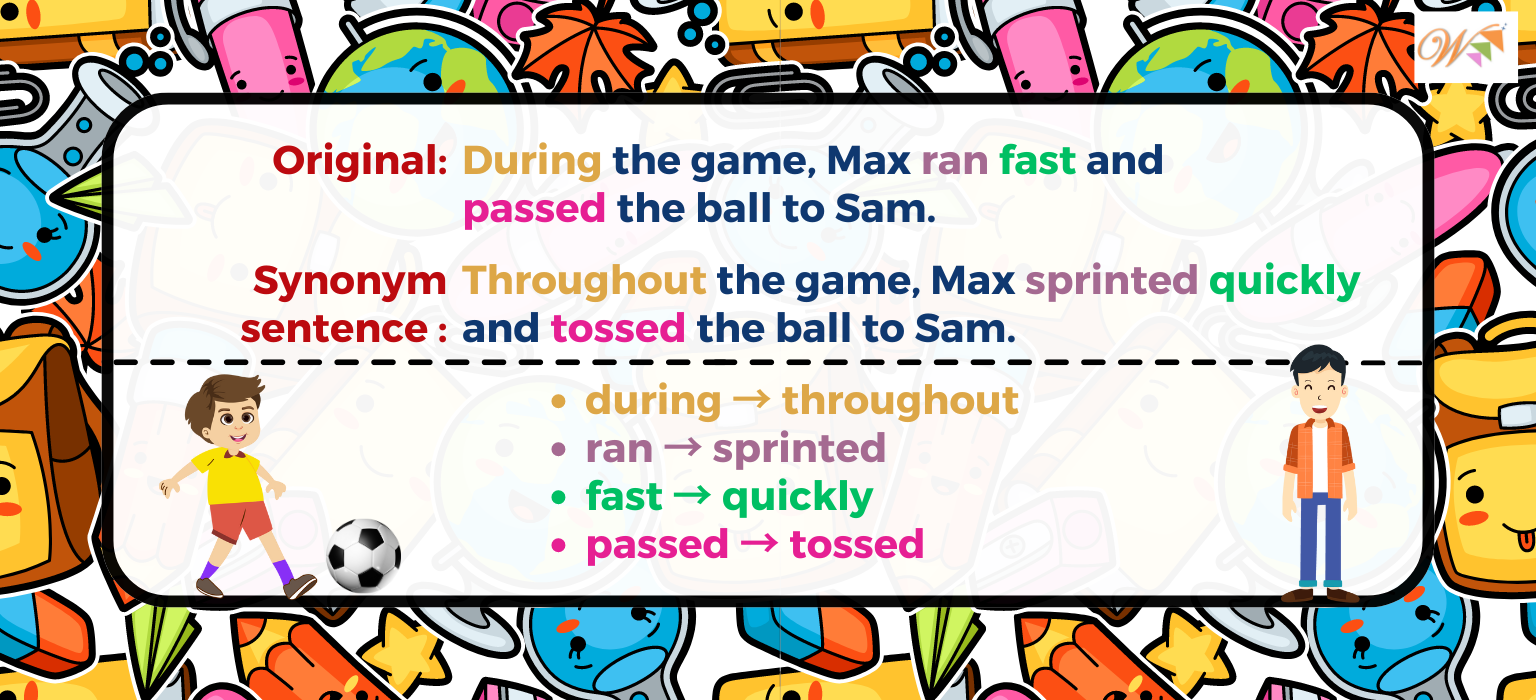 Original: During the game, Max ran fast and
passed the ball to Sam.
Synonym Throughout the game, Max sprinted quickly
sentence : and tossed the ball to Sam.
• during → throughout
• ran → sprinted
• fast → quickly
• passed → tossed
W